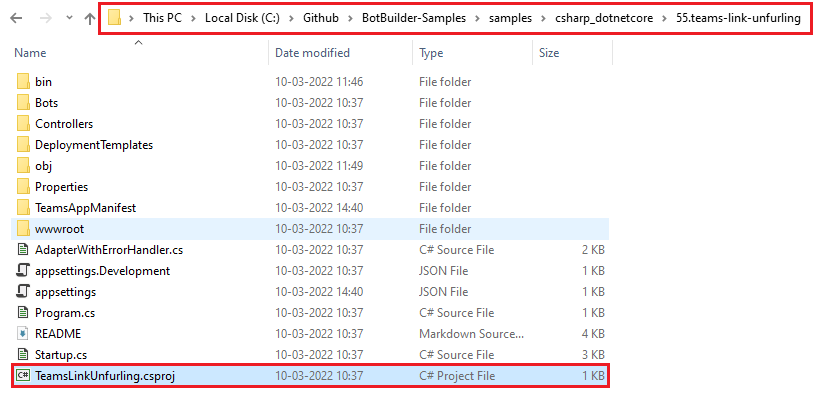 This PC > Local Disk (C:) > Github > BotBuilder-Samples > samples > csharp_dotnetcore > 55.teams-link-unfurling
Name Date modified Type Size
bin 10-03-2022 11:46 File folder
Bots 10-03-2022 10:37 File folder
Controllers 10-03-2022 10:37 File folder
DeploymentTemplates 10-03-2022 10:37 File folder
obj 10-03-2022 11:49 File folder
Properties 10-03-2022 10:37 File folder
TeamsAppManifest 10-03-2022 14:40 File folder
wwwroot 10-03-2022 10:37 File folder
AdapterWithErrorHandler.cs 10-03-2022 10:37 C# Source File 2 KB
appsettings.Development 10-03-2022 10:37 JSON File 1 KB
appsettings 10-03-2022 14:40 JSON File 1 KB
Program.cs 10-03-2022 10:37 C# Source File 1 KB
README 10-03-2022 10:37 Markdown Source... 4 KB
Startup.cs 10-03-2022 10:37 C# Source File 3 KB
C# TeamsLinkUnfurling.csproj 10-03-2022 10:37 C# Project File 1 KB